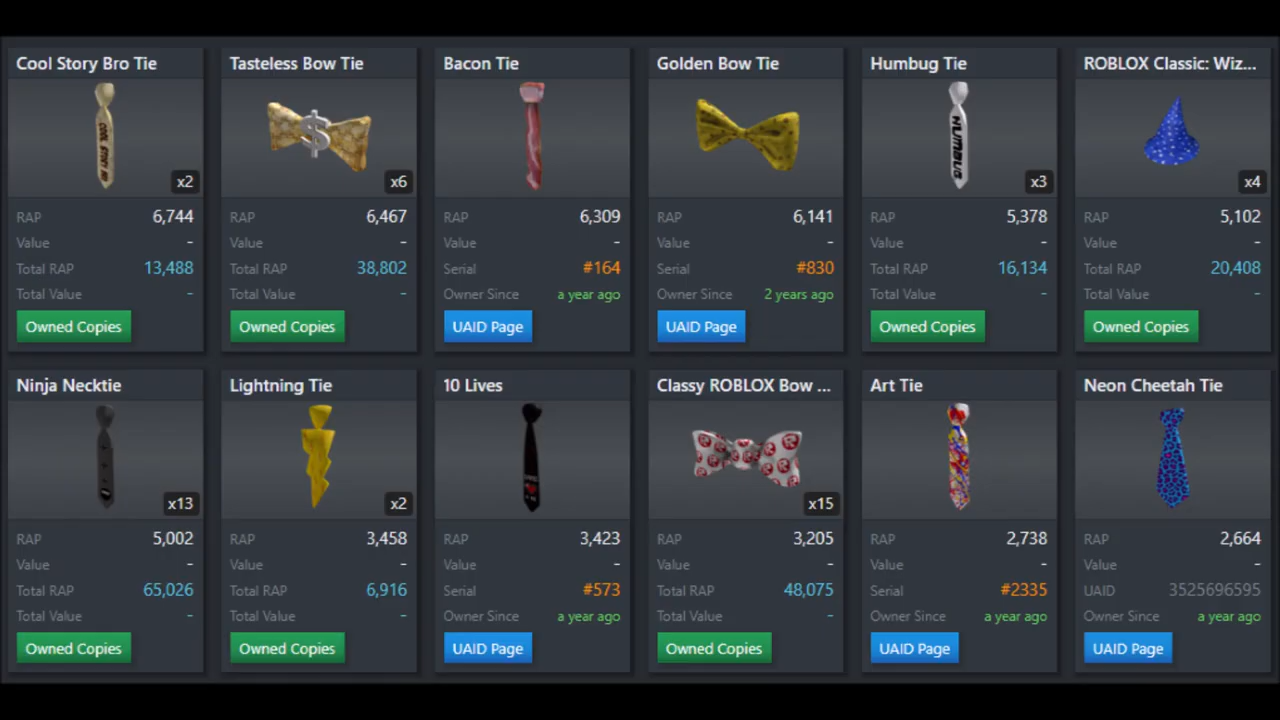 Cool Story Bro Tie
COOL STORY BRO
x2
RAP 6,744
Value -
Total RAP 13,488
Total Value -
Owned Copies
Tasteless Bow Tie
$
x6
RAP 6,467
Value -
Total RAP 38,802
Total Value -
Owned Copies
Bacon Tie
RAP 6,309
Value -
Serial #164
Owner Since a year ago
UAID Page
Golden Bow Tie
RAP 6,141
Value -
Serial #830
Owner Since 2 years ago
UAID Page
Humbug Tie
HUMBUG
x3
RAP 5,378
Value -
Total RAP 16,134
Total Value -
Owned Copies
ROBLOX Classic: Wiz...
x4
RAP 5,102
Value -
Total RAP 20,408
Total Value -
Owned Copies
Ninja Necktie
x13
RAP 5,002
Value -
Total RAP 65,026
Total Value -
Owned Copies
Lightning Tie
x2
RAP 3,458
Value -
Total RAP 6,916
Total Value -
Owned Copies
10 Lives
RAP 3,423
Value -
Serial #573
Owner Since a year ago
UAID Page
Classy ROBLOX Bow ...
x15
RAP 3,205
Value -
Total RAP 48,075
Total Value -
Owned Copies
Art Tie
RAP 2,738
Value -
Serial #2335
Owner Since a year ago
UAID Page
Neon Cheetah Tie
RAP 2,664
Value -
UAID 3525696595
Owner Since a year ago
UAID Page